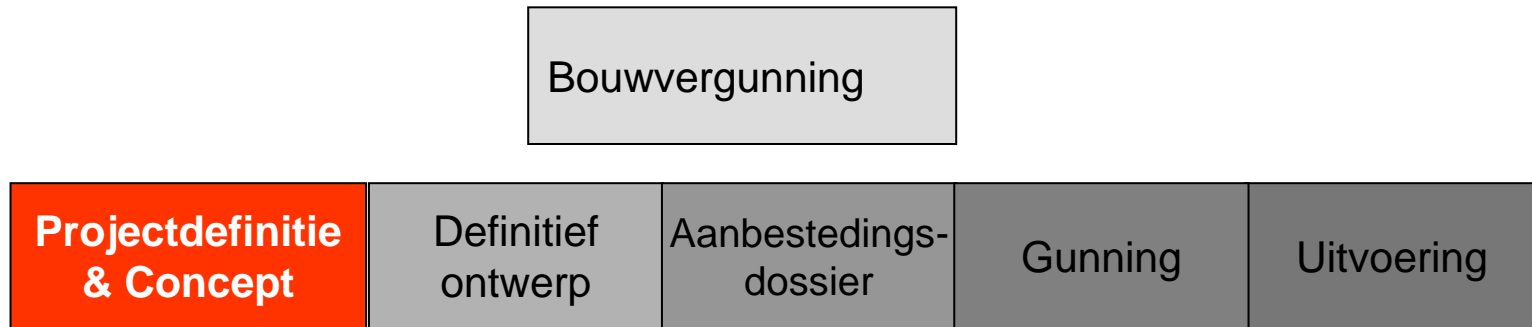 Bouwvergunning
Projectdefinitie
& Concept
Definitief
ontwerp
Aanbestedings-
dossier
Gunning
Uitvoering